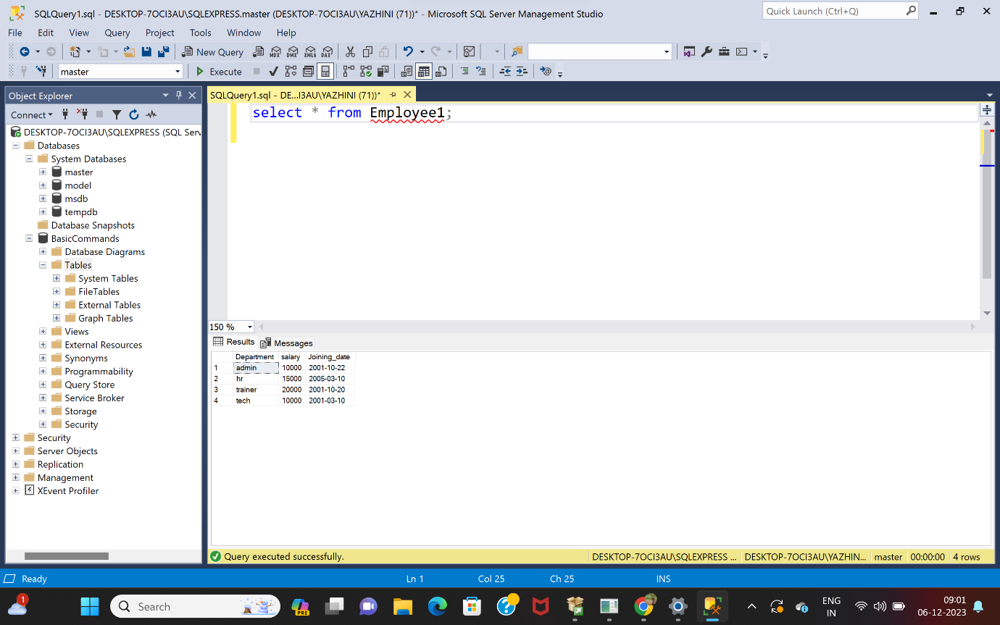 SQLQuery1.sql - DESKTOP-7OCI3AU\SQLEXPRESS.master (DESKTOP-7OCI3AU\YAZHINI (71))* - Microsoft SQL Server Management Studio
Quick Launch (Ctrl+Q)
File Edit View Query Project Tools Window Help
New Query MDX DMX XMLA DAX
master Execute
Object Explorer
SQLQuery1.sql - DE...I3AU\YAZHINI (71))*
Connect
select * from Employee1;
DESKTOP-7OCI3AU\SQLEXPRESS (SQL Serv
Databases
System Databases
master
model
msdb
tempdb
Database Snapshots
BasicCommands
Database Diagrams
Tables
System Tables
FileTables
External Tables
Graph Tables
Views
External Resources
Synonyms
Programmability
Query Store
Service Broker
Storage
Security
Security
Server Objects
Replication
Management
XEvent Profiler
150 %
Results Messages
Department salary Joining_date
1 admin 10000 2001-10-22
2 hr 15000 2005-03-10
3 trainer 20000 2001-10-20
4 tech 10000 2001-03-10
Query executed successfully. DESKTOP-7OCI3AU\SQLEXPRESS ... DESKTOP-7OCI3AU\YAZHIN... master 00:00:00 4 rows
Ready Ln 1 Col 25 Ch 25 INS
1
Search
PRE
ENG
IN
09:01
06-12-2023